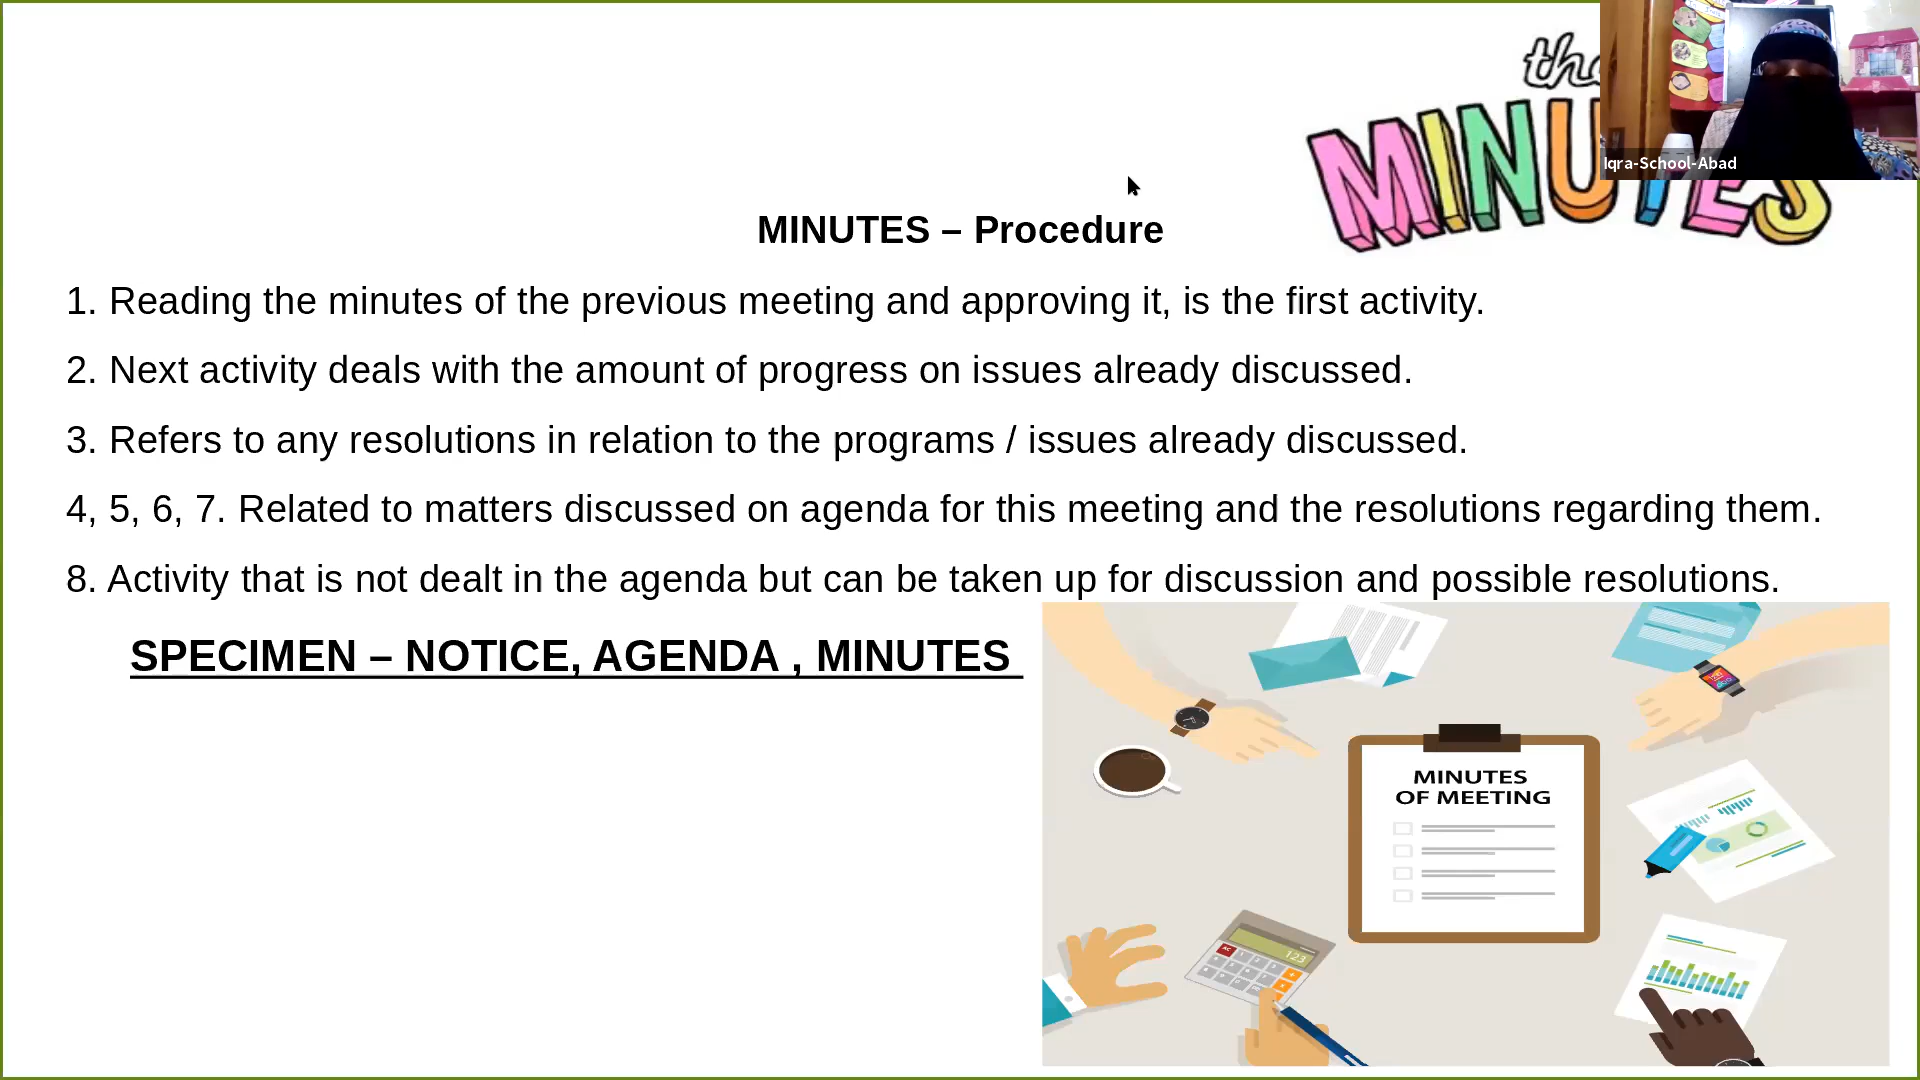 the
MINUTES
Iqra-School-Abad
MINUTES – Procedure
1. Reading the minutes of the previous meeting and approving it, is the first activity.
2. Next activity deals with the amount of progress on issues already discussed.
3. Refers to any resolutions in relation to the programs / issues already discussed.
4, 5, 6, 7. Related to matters discussed on agenda for this meeting and the resolutions regarding them.
8. Activity that is not dealt in the agenda but can be taken up for discussion and possible resolutions.
SPECIMEN – NOTICE, AGENDA , MINUTES
MINUTES
OF MEETING
AC
123